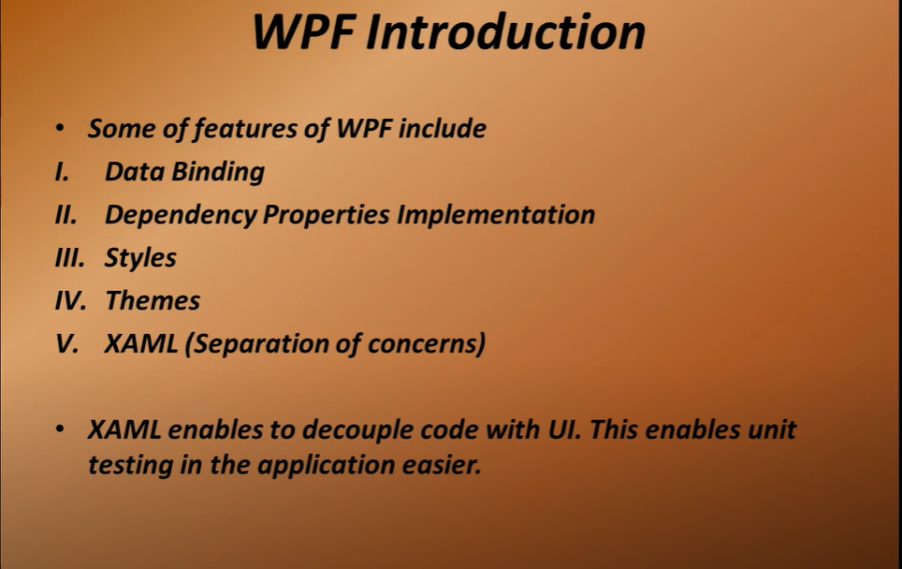 WPF Introduction
• Some of features of WPF include
I. Data Binding
II. Dependency Properties Implementation
III. Styles
IV. Themes
V. XAML (Separation of concerns)
• XAML enables to decouple code with UI. This enables unit
testing in the application easier.